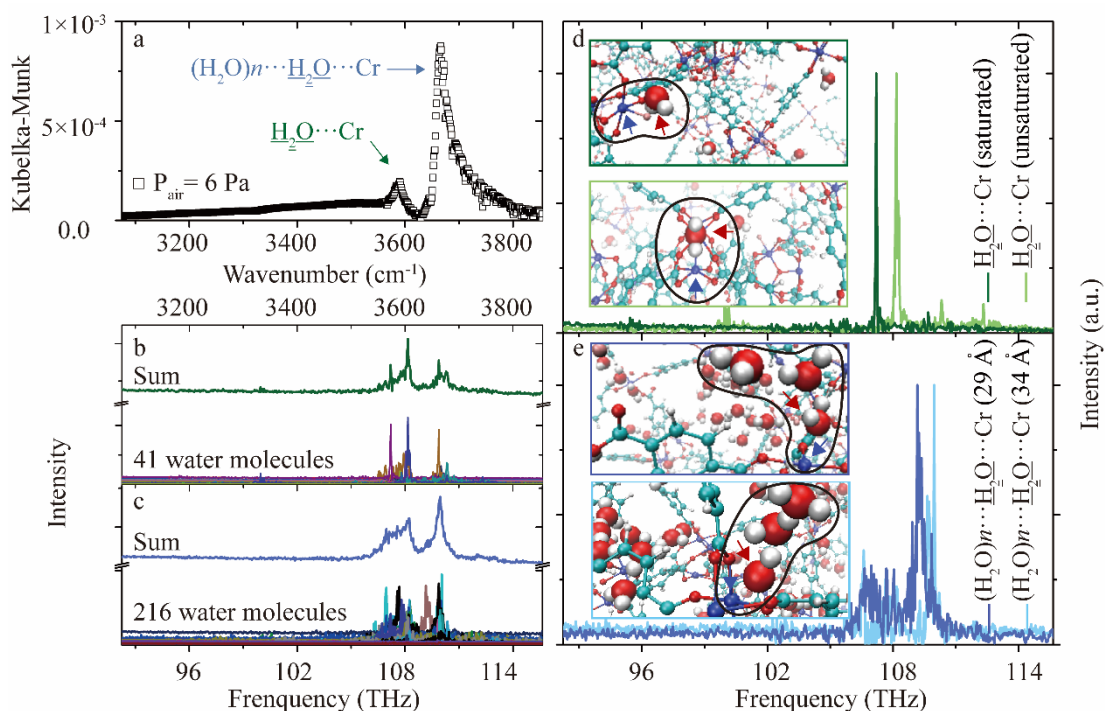 1×10⁻³
5×10⁻⁴
0.0
Kubelka-Munk
a
(H₂O)n···H₂O···Cr
H₂O···Cr
□ P_air = 6 Pa
3200 3400 3600 3800
Wavenumber (cm⁻¹)
3200 3400 3600 3800
b
Sum
41 water molecules
c
Sum
216 water molecules
Intensity
96 102 108 114
Frenquency (THz)
d
H₂O···Cr (saturated)
H₂O···Cr (unsaturated)
e
(H₂O)n···H₂O···Cr (29 Å)
(H₂O)n···H₂O···Cr (34 Å)
Intensity (a.u.)
96 102 108 114
Frenquency (THz)